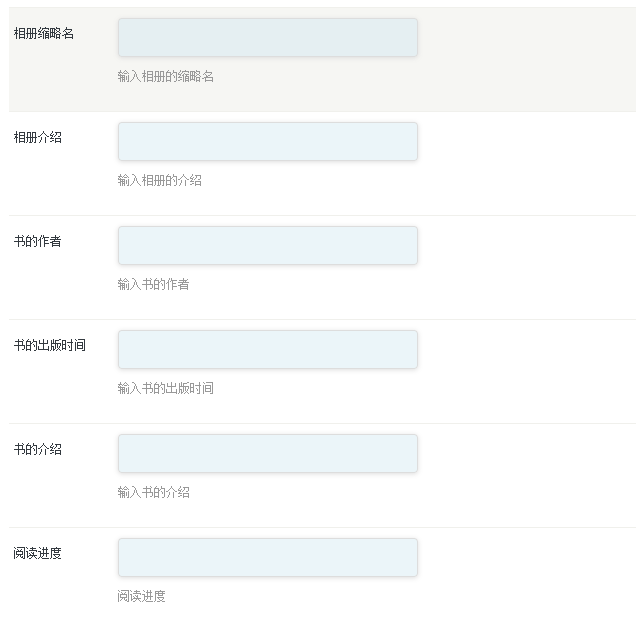 相册缩略名
输入相册的缩略名
相册介绍
输入相册的介绍
书的作者
输入书的作者
书的出版时间
输入书的出版时间
书的介绍
输入书的介绍
阅读进度
阅读进度